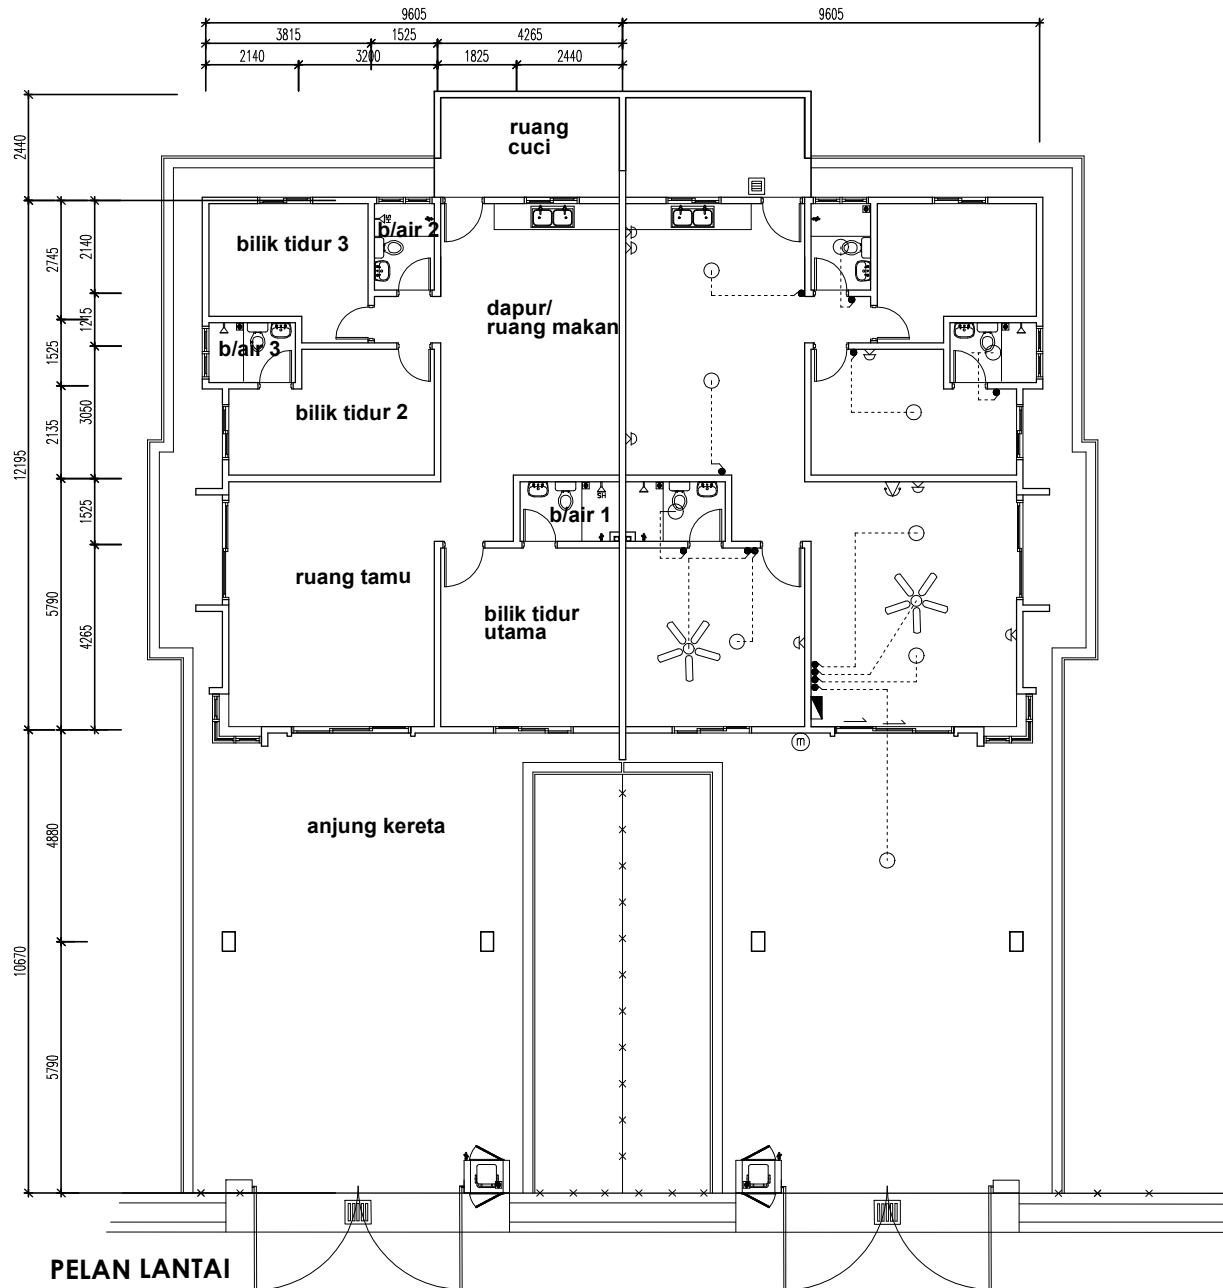 9605
9605
3815
1525
4265
2140
3200
1825
2440
2440
ruang
cuci
bilik tidur 3
b/air 2
HS
2745
2140
1215
dapur/
ruang makan
b/air 3
1525
3050
bilik tidur 2
2135
12195
1525
b/air 1
HS
ruang tamu
bilik tidur
utama
5790
4265
m
anjung kereta
4880
10670
5790
PELAN LANTAI